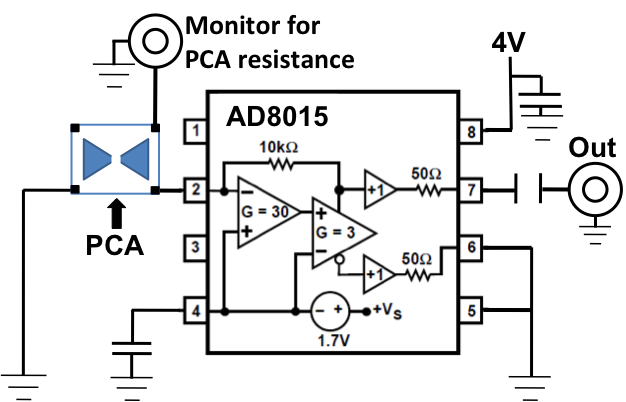 Monitor for
PCA resistance
4V
AD8015
1
8
10kΩ
Out
50Ω
2
+1
7
G = 30
PCA
G = 3
3
50Ω
6
+1
4
+Vs
5
1.7V